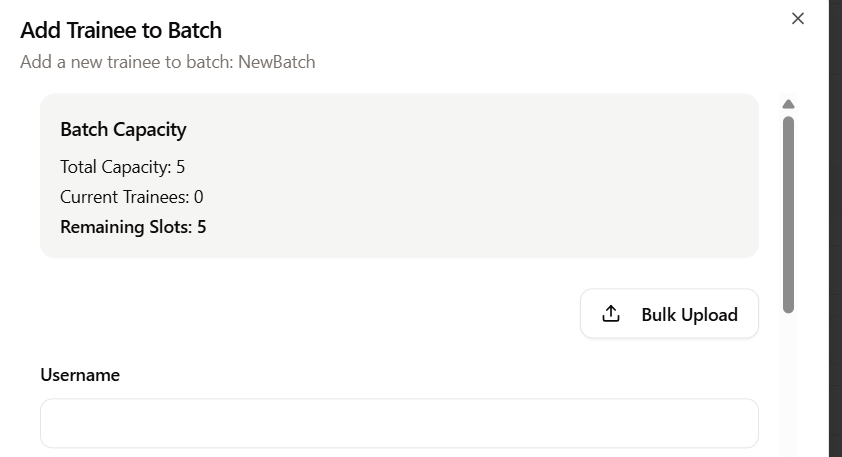 Add Trainee to Batch
Add a new trainee to batch: NewBatch
Batch Capacity
Total Capacity: 5
Current Trainees: 0
Remaining Slots: 5
Bulk Upload
Username